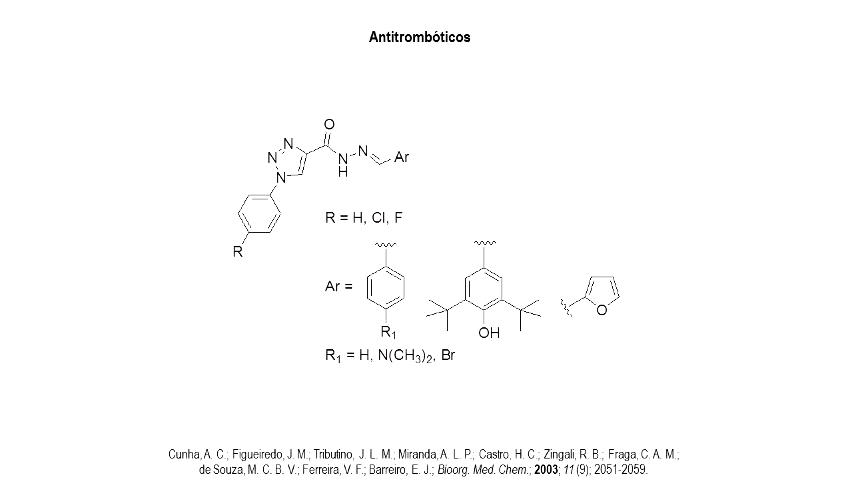 Antitrombóticos
O
N
N
N
N
H
N
Ar
R
R = H, Cl, F
Ar =
R₁
OH
O
R₁ = H, N(CH₃)₂, Br
Cunha, A. C.; Figueiredo, J. M.; Tributino, J. L. M.; Miranda, A. L. P.; Castro, H. C.; Zingali, R. B.; Fraga, C. A. M.;
de Souza, M. C. B. V.; Ferreira, V. F.; Barreiro, E. J.; Bioorg. Med. Chem.; 2003; 11 (9); 2051-2059.